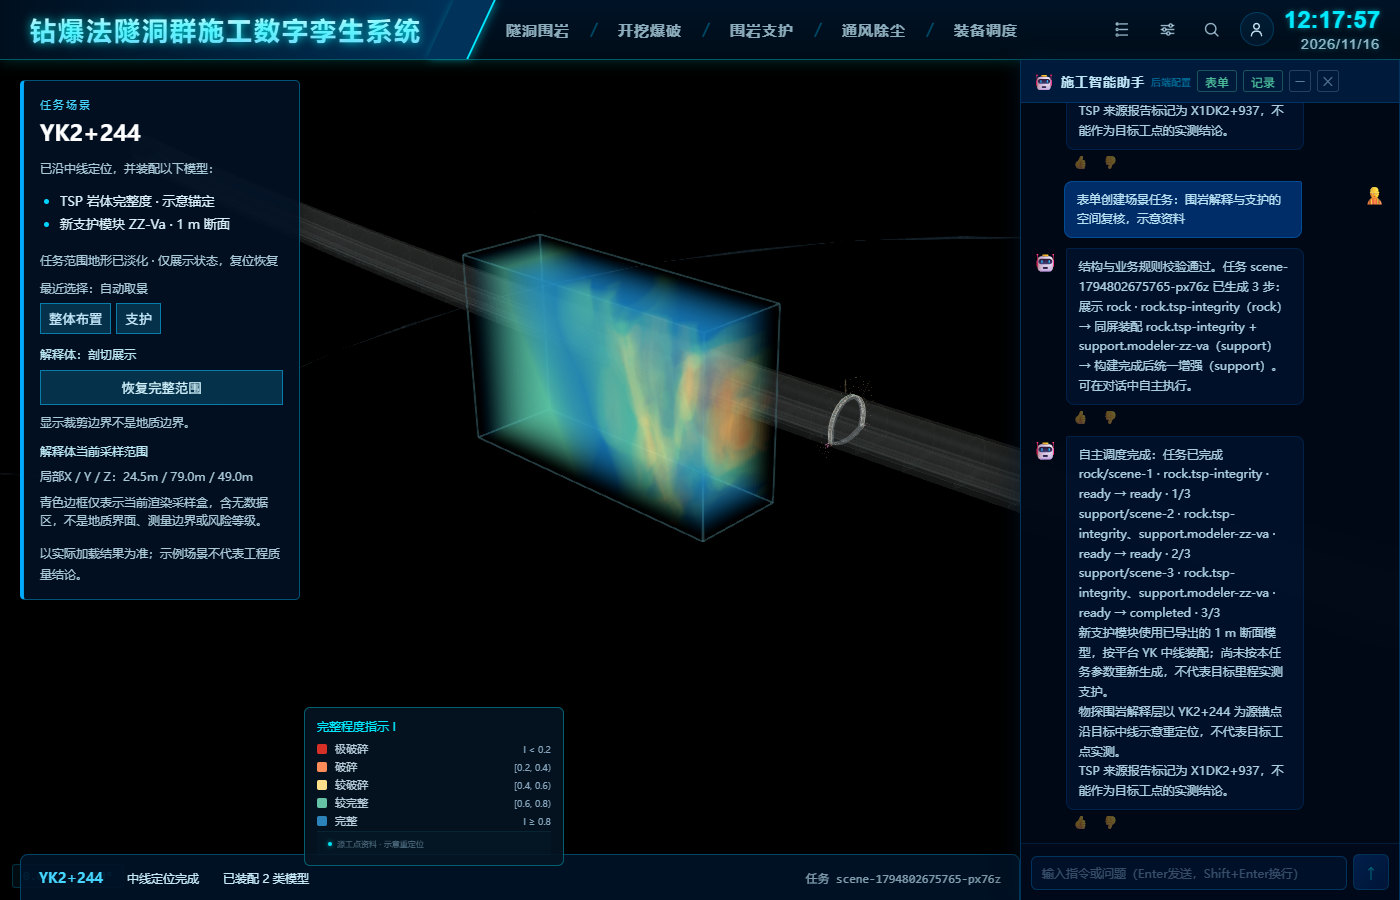 钻爆法隧洞群施工数字孪生系统
隧洞围岩 / 开挖爆破 / 围岩支护 / 通风除尘 / 装备调度
12:17:57
2026/11/16
任务场景
YK2+244
已沿中线定位，并装配以下模型：
TSP 岩体完整度 · 示意锚定
新支护模块 ZZ-Va · 1 m 断面
任务范围地形已淡化 · 仅展示状态，复位恢复
最近选择：自动取景
整体布置 支护
解释体：剖切展示
恢复完整范围
显示裁剪边界不是地质边界。
解释体当前采样范围
局部X / Y / Z：24.5m / 79.0m / 49.0m
青色边框仅表示当前渲染采样盒，含无数据
区，不是地质界面、测量边界或风险等级。
以实际加载结果为准；示例场景不代表工程质
量结论。
完整程度指示 I
极破碎 I < 0.2
破碎 [0.2, 0.4)
较破碎 [0.4, 0.6)
较完整 [0.6, 0.8)
完整 I ≥ 0.8
源工点资料 · 示意重定位
YK2+244 中线定位完成 已装配 2 类模型 任务 scene-1794802675765-px76z
施工智能助手 后端配置 表单 记录
TSP 来源报告标记为 X1DK2+937，不
能作为目标工点的实测结论。
表单创建场景任务：围岩解释与支护的
空间复核，示意资料
结构与业务规则校验通过。任务 scene-
1794802675765-px76z 已生成 3 步：
展示 rock · rock.tsp-integrity（rock）
→ 同屏装配 rock.tsp-integrity +
support.modeler-zz-va（support）
→ 构建完成后统一增强（support）。
可在对话中自主执行。
自主调度完成：任务已完成
rock/scene-1 · rock.tsp-integrity ·
ready → ready · 1/3
support/scene-2 · rock.tsp-
integrity、support.modeler-zz-va ·
ready → ready · 2/3
support/scene-3 · rock.tsp-
integrity、support.modeler-zz-va ·
ready → completed · 3/3
新支护模块使用已导出的 1 m 断面模
型，按平台 YK 中线装配；尚未按本任
务参数重新生成，不代表目标里程实测
支护。
物探围岩解释层以 YK2+244 为源锚点
沿目标中线示意重定位，不代表目标工
点实测。
TSP 来源报告标记为 X1DK2+937，不
能作为目标工点的实测结论。
输入指令或问题（Enter发送，Shift+Enter换行）